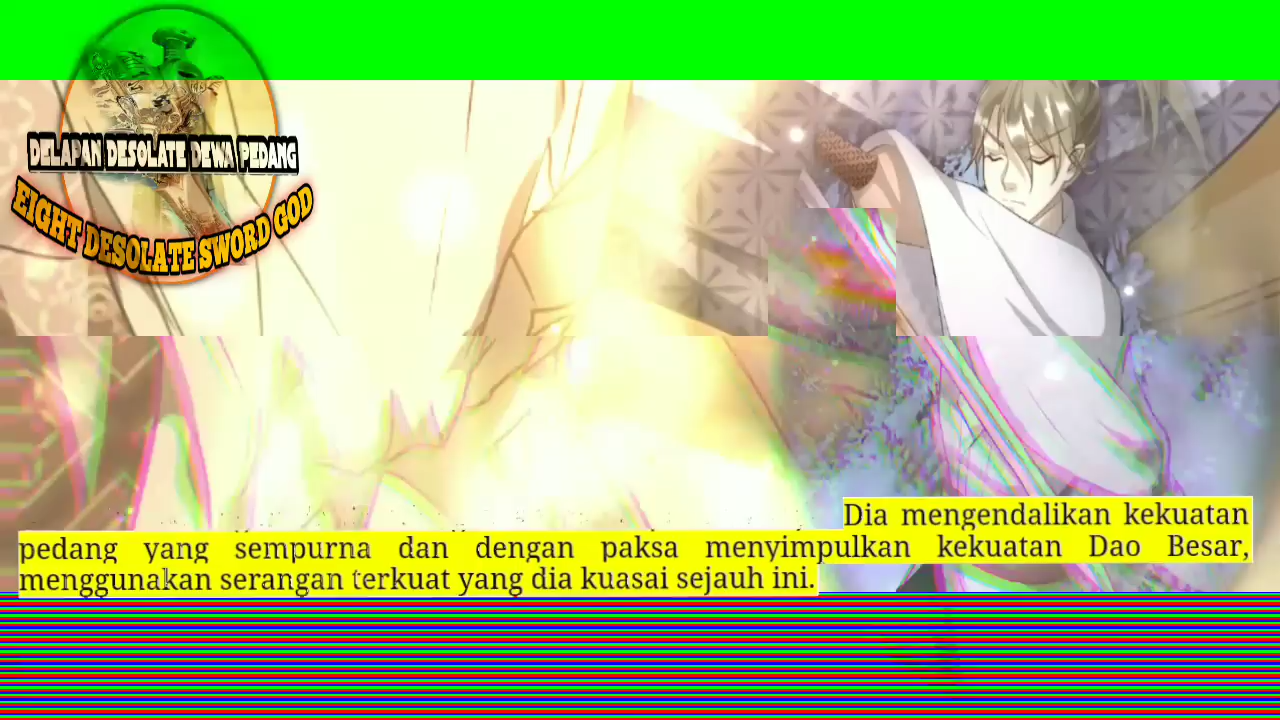 DELAPAN DESOLATE DEWA PEDANG
EIGHT DESOLATE SWORD GOD
Dia mengendalikan kekuatan
pedang yang sempurna dan dengan paksa menyimpulkan kekuatan Dao Besar,
menggunakan serangan terkuat yang dia kuasai sejauh ini.